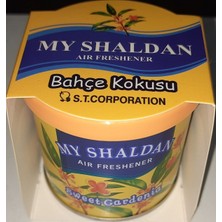 MY SHALDAN
AIR FRESHENER
Bahçe Kokusu
S.T.CORPORATION
MY SHALDAN
AIR FRESHENER
Sweet Gardenia